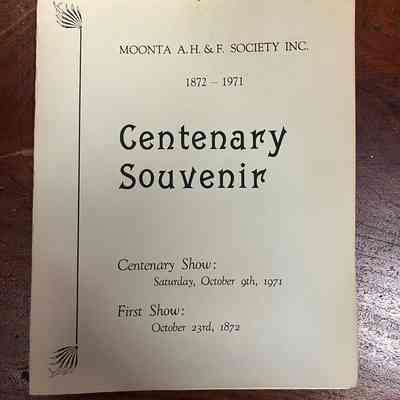 MOONTA A. H. & F. SOCIETY INC.
1872 – 1971
Centenary
Souvenir
Centenary Show:
Saturday, October 9th, 1971
First Show:
October 23rd, 1872